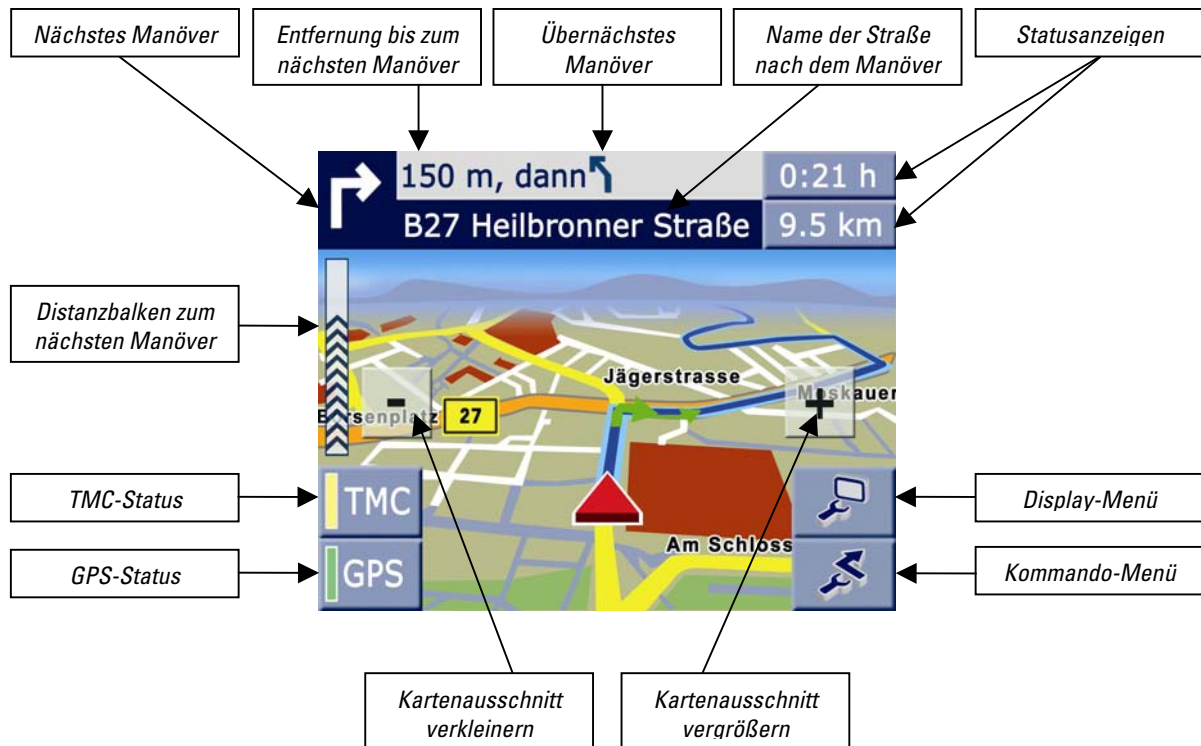 Nächstes Manöver
Entfernung bis zum
nächsten Manöver
Übernächstes
Manöver
Name der Straße
nach dem Manöver
Statusanzeigen
150 m, dann
0:21 h
B27 Heilbronner Straße
9.5 km
Distanzbalken zum
nächsten Manöver
Jägerstrasse
-
+
Moskauer
Börsenplatz
27
TMC-Status
TMC
Display-Menü
Am Schloss
GPS-Status
GPS
Kommando-Menü
Kartenausschnitt
verkleinern
Kartenausschnitt
vergrößern